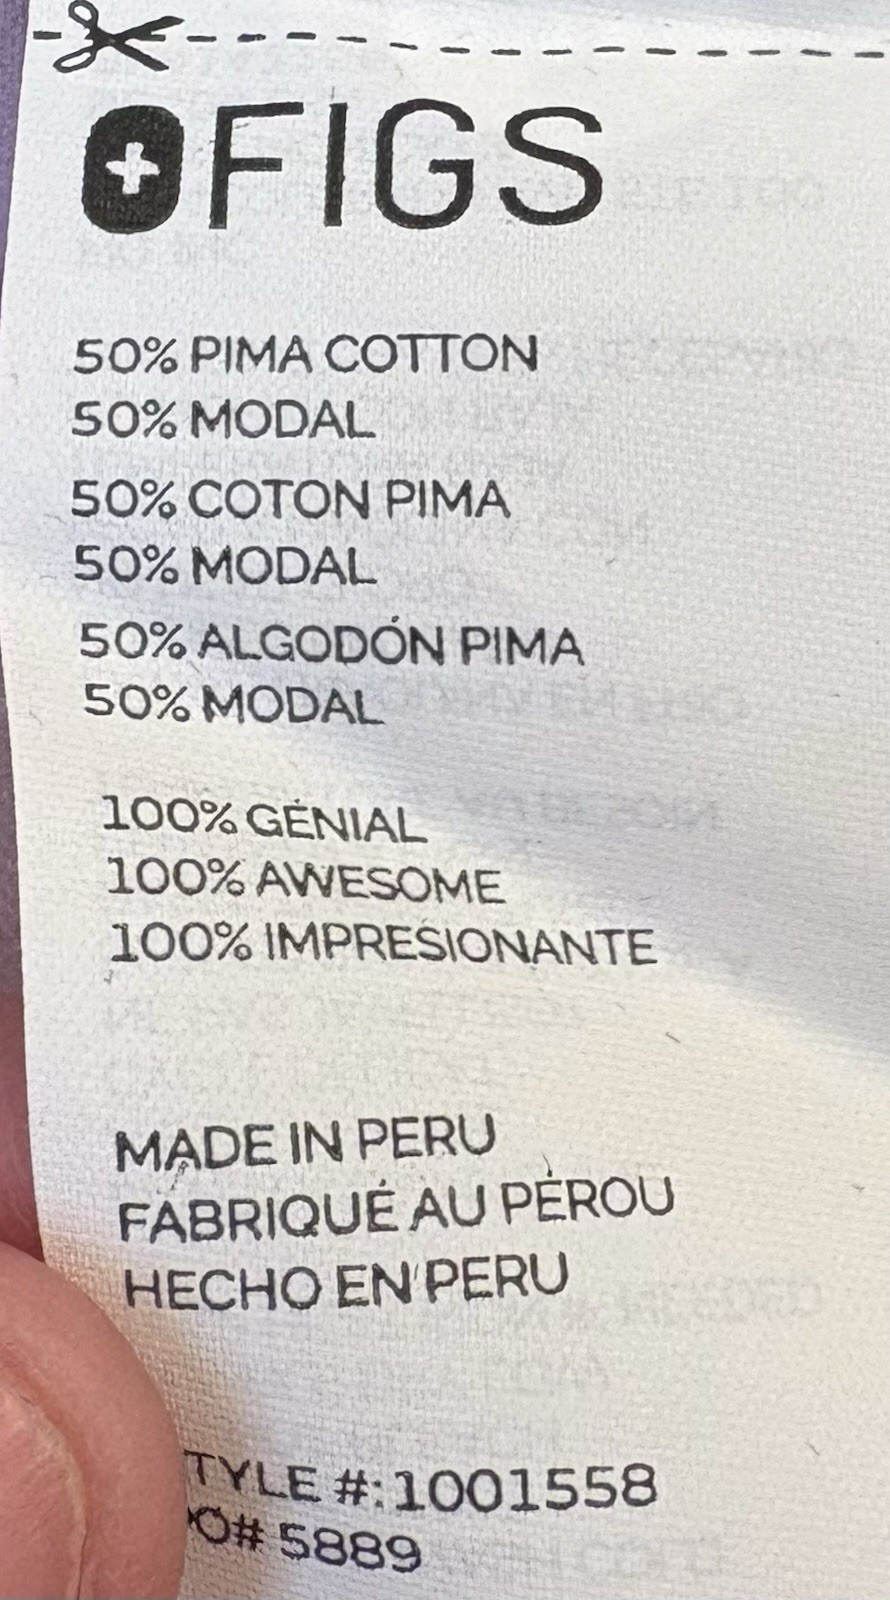 FIGS
50% PIMA COTTON
50% MODAL
50% COTON PIMA
50% MODAL
50% ALGODÓN PIMA
50% MODAL
100% GÉNIAL
100% AWESOME
100% IMPRESIONANTE
MADE IN PERU
FABRIQUÉ AU PÉROU
HECHO EN PERU
TYLE #: 1001558
O# 5889